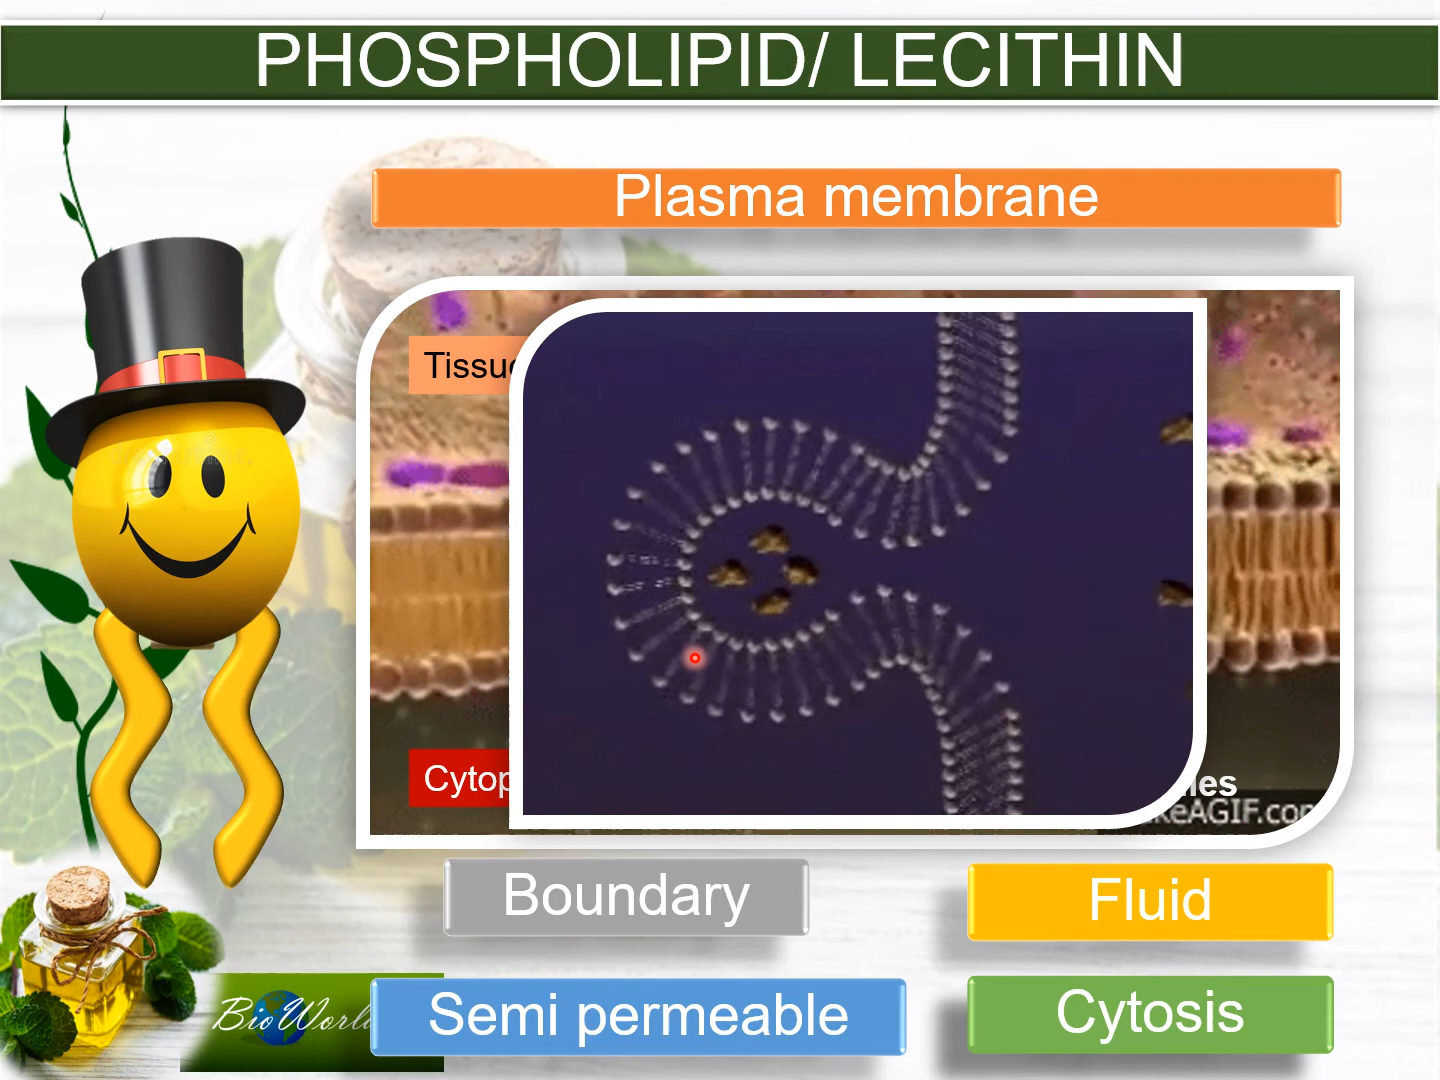 PHOSPHOLIPID/ LECITHIN
Plasma membrane
Boundary
Fluid
Semi permeable
Cytosis